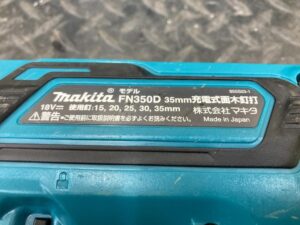 モデル
makita FN350D 35mm充電式面木釘打
18V⎓ 使用釘:15, 20, 25, 30, 35mm 株式会社マキタ
⚠警告 ●ご使用前に取扱説明書を必ずよくお読みください。 Made in Japan